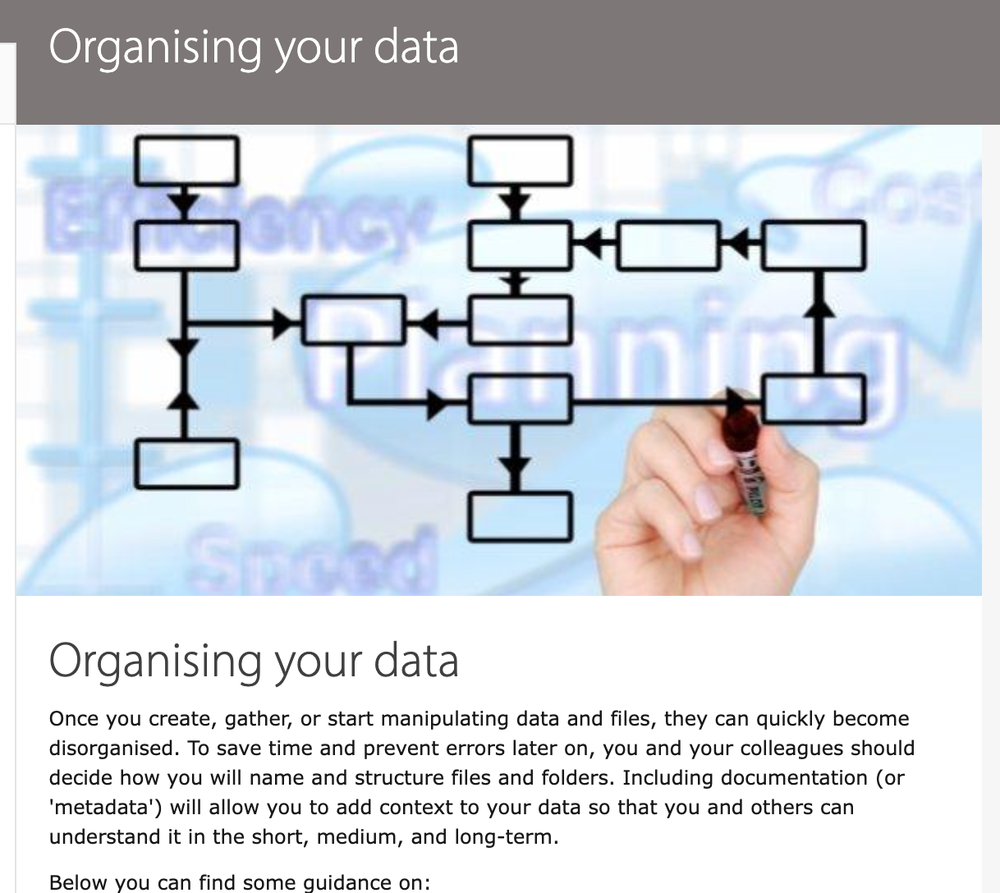 Organising your data
Efficiency
Cost
Planning
Speed
PILOT
Organising your data
Once you create, gather, or start manipulating data and files, they can quickly become
disorganised. To save time and prevent errors later on, you and your colleagues should
decide how you will name and structure files and folders. Including documentation (or
'metadata') will allow you to add context to your data so that you and others can
understand it in the short, medium, and long-term.
Below you can find some guidance on: